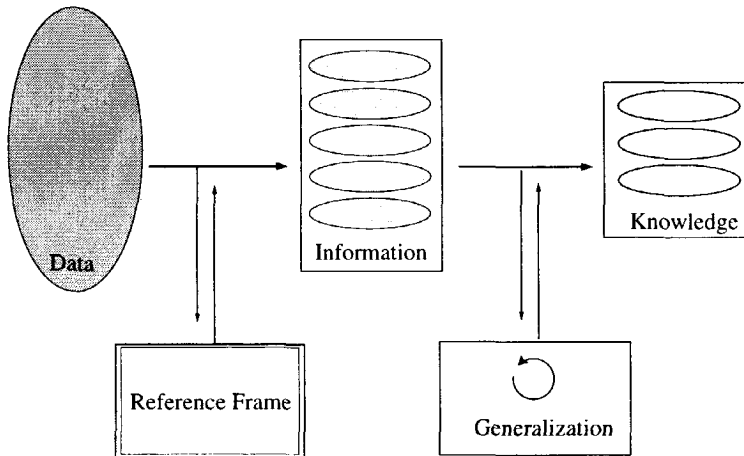 Data
Information
Knowledge
Reference Frame
Generalization